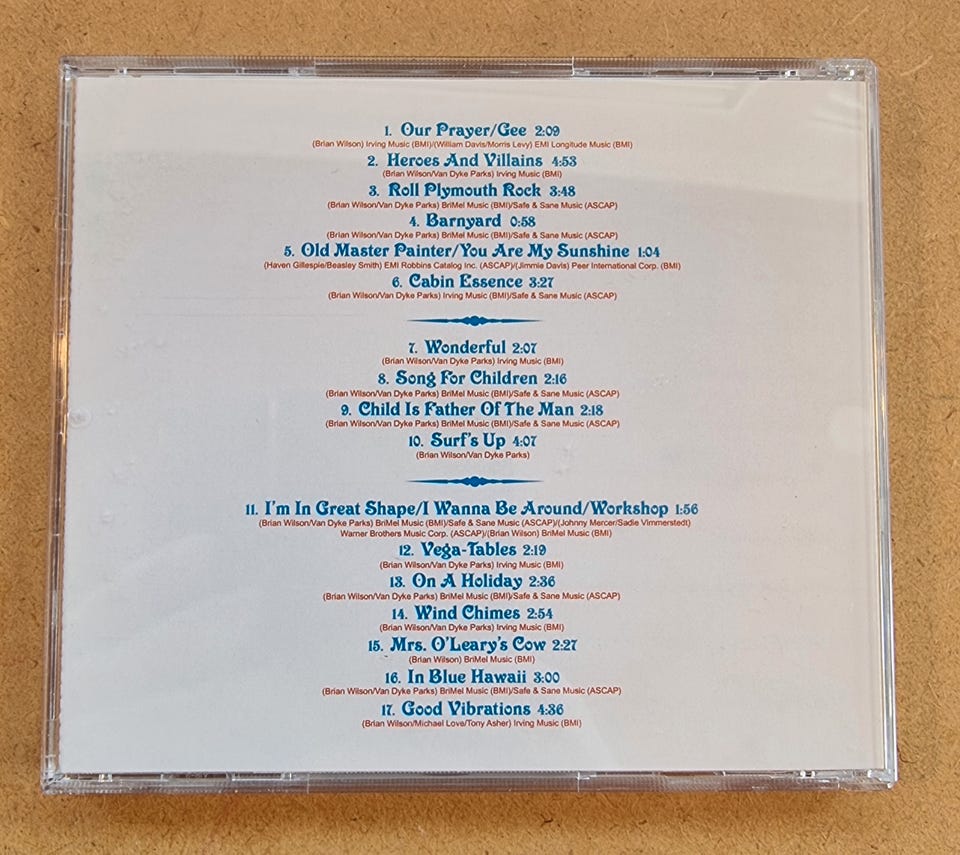 1. Our Prayer/Gee 2:09
(Brian Wilson) Irving Music (BMI)/(William Davis/Morris Levy) EMI Longitude Music (BMI)
2. Heroes And Villains 4:53
(Brian Wilson/Van Dyke Parks) Irving Music (BMI)
3. Roll Plymouth Rock 3:48
(Brian Wilson/Van Dyke Parks) BriMel Music (BMI)/Safe & Sane Music (ASCAP)
4. Barnyard 0:58
(Brian Wilson/Van Dyke Parks) BriMel Music (BMI)/Safe & Sane Music (ASCAP)
5. Old Master Painter/You Are My Sunshine 1:04
(Haven Gillespie/Beasley Smith) EMI Robbins Catalog Inc. (ASCAP)/(Jimmie Davis) Peer International Corp. (BMI)
6. Cabin Essence 3:27
(Brian Wilson/Van Dyke Parks) Irving Music (BMI)/Safe & Sane Music (ASCAP)
7. Wonderful 2:07
(Brian Wilson/Van Dyke Parks) Irving Music (BMI)
8. Song For Children 2:16
(Brian Wilson/Van Dyke Parks) BriMel Music (BMI)/Safe & Sane Music (ASCAP)
9. Child Is Father Of The Man 2:18
(Brian Wilson/Van Dyke Parks) BriMel Music (BMI)/Safe & Sane Music (ASCAP)
10. Surf's Up 4:07
(Brian Wilson/Van Dyke Parks)
11. I'm In Great Shape/I Wanna Be Around/Workshop 1:56
(Brian Wilson/Van Dyke Parks) BriMel Music (BMI)/Safe & Sane Music (ASCAP)/(Johnny Mercer/Sadie Vimmerstedt)
Warner Brothers Music Corp. (ASCAP)/(Brian Wilson) BriMel Music (BMI)
12. Vega-Tables 2:19
(Brian Wilson/Van Dyke Parks) Irving Music (BMI)
13. On A Holiday 2:36
(Brian Wilson/Van Dyke Parks) BriMel Music (BMI)/Safe & Sane Music (ASCAP)
14. Wind Chimes 2:54
(Brian Wilson/Van Dyke Parks) Irving Music (BMI)
15. Mrs. O'Leary's Cow 2:27
(Brian Wilson) BriMel Music (BMI)
16. In Blue Hawaii 3:00
(Brian Wilson/Van Dyke Parks) BriMel Music (BMI)/Safe & Sane Music (ASCAP)
17. Good Vibrations 4:36
(Brian Wilson/Michael Love/Tony Asher) Irving Music (BMI)